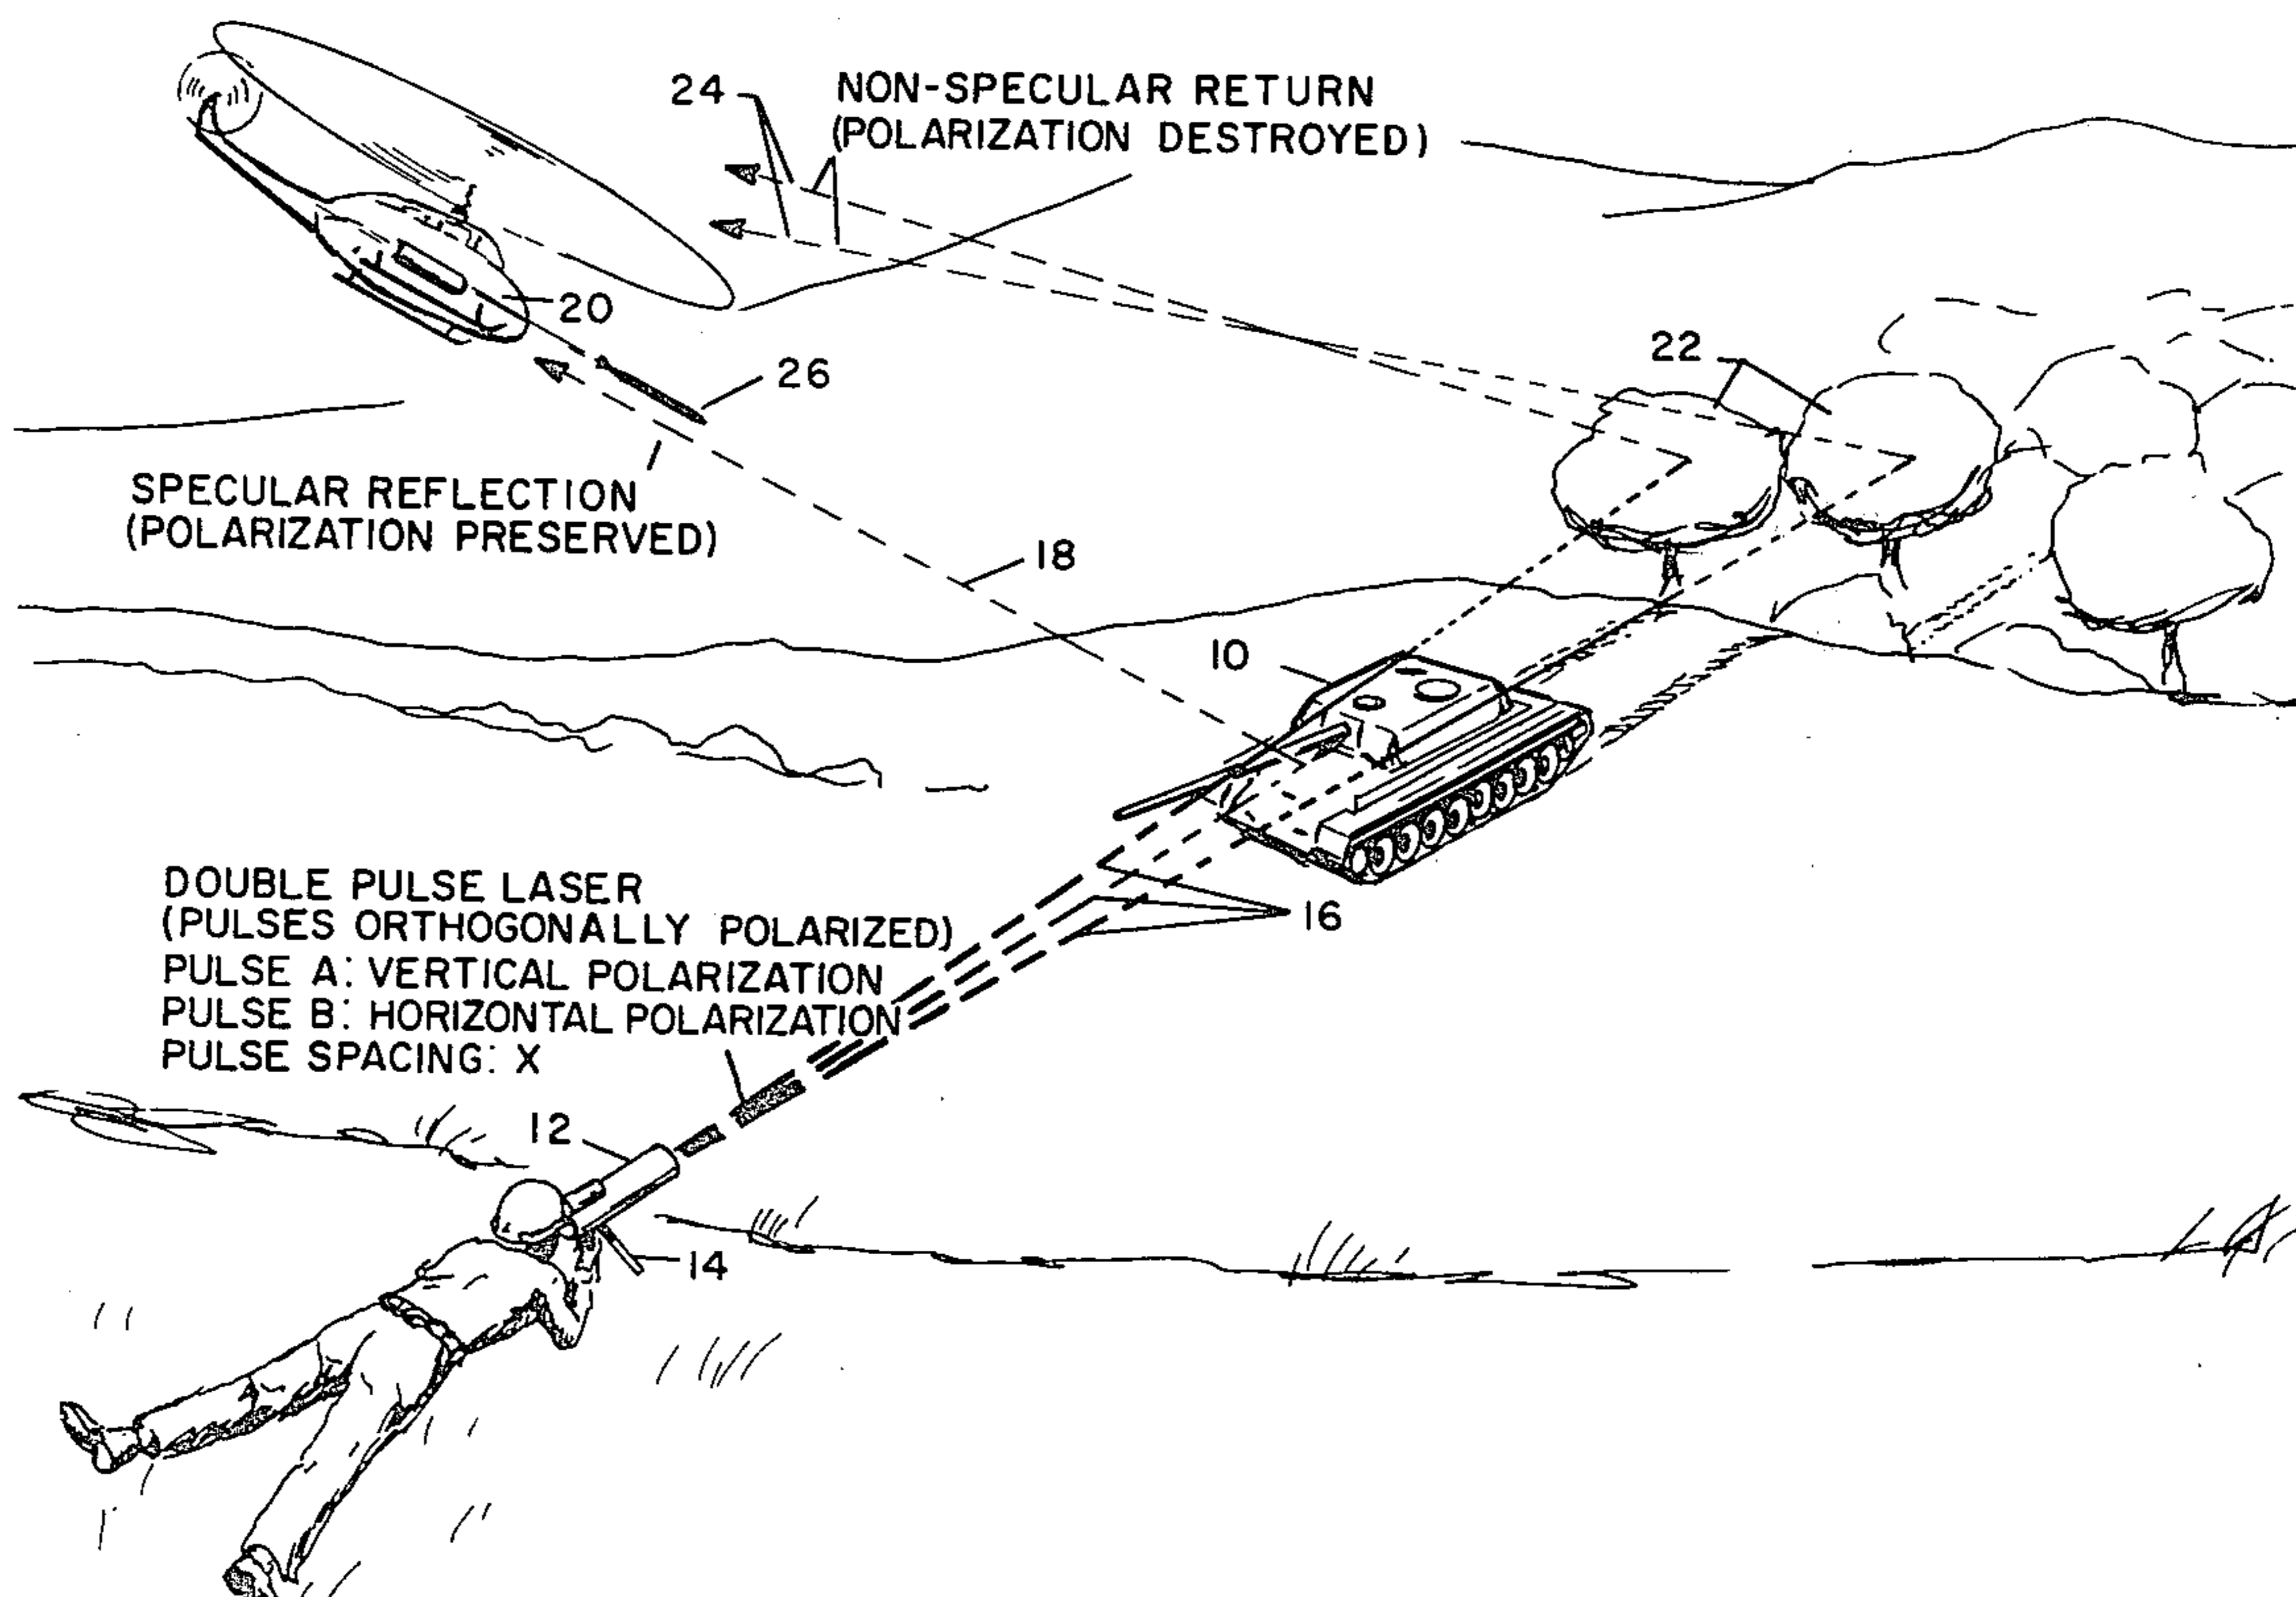 24
NON-SPECULAR RETURN
(POLARIZATION DESTROYED)
20
26
22
SPECULAR REFLECTION
(POLARIZATION PRESERVED)
18
10
DOUBLE PULSE LASER
(PULSES ORTHOGONALLY POLARIZED)
PULSE A: VERTICAL POLARIZATION
PULSE B: HORIZONTAL POLARIZATION
PULSE SPACING: X
16
12
14